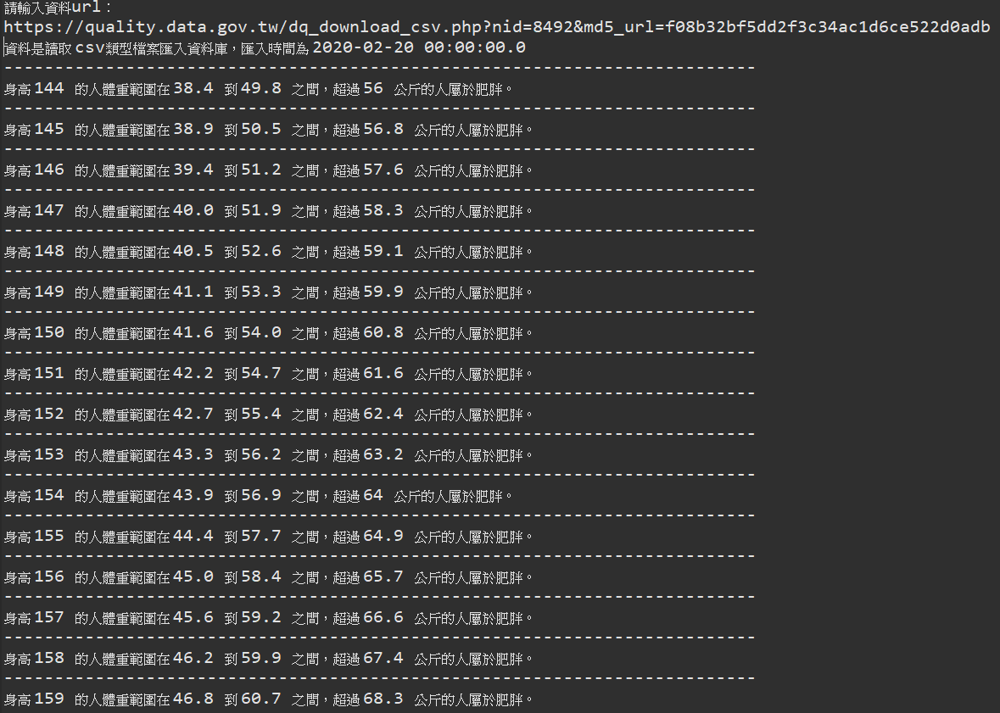 請輸入資料url：
https://quality.data.gov.tw/dq_download_csv.php?nid=8492&md5_url=f08b32bf5dd2f3c34ac1d6ce522d0adb
資料是讀取csv類型檔案匯入資料庫，匯入時間為2020-02-20 00:00:00.0
--------------------------------------------------------------------------
身高144 的人體重範圍在38.4 到49.8 之間，超過56 公斤的人屬於肥胖。
--------------------------------------------------------------------------
身高145 的人體重範圍在38.9 到50.5 之間，超過56.8 公斤的人屬於肥胖。
--------------------------------------------------------------------------
身高146 的人體重範圍在39.4 到51.2 之間，超過57.6 公斤的人屬於肥胖。
--------------------------------------------------------------------------
身高147 的人體重範圍在40.0 到51.9 之間，超過58.3 公斤的人屬於肥胖。
--------------------------------------------------------------------------
身高148 的人體重範圍在40.5 到52.6 之間，超過59.1 公斤的人屬於肥胖。
--------------------------------------------------------------------------
身高149 的人體重範圍在41.1 到53.3 之間，超過59.9 公斤的人屬於肥胖。
--------------------------------------------------------------------------
身高150 的人體重範圍在41.6 到54.0 之間，超過60.8 公斤的人屬於肥胖。
--------------------------------------------------------------------------
身高151 的人體重範圍在42.2 到54.7 之間，超過61.6 公斤的人屬於肥胖。
--------------------------------------------------------------------------
身高152 的人體重範圍在42.7 到55.4 之間，超過62.4 公斤的人屬於肥胖。
--------------------------------------------------------------------------
身高153 的人體重範圍在43.3 到56.2 之間，超過63.2 公斤的人屬於肥胖。
--------------------------------------------------------------------------
身高154 的人體重範圍在43.9 到56.9 之間，超過64 公斤的人屬於肥胖。
--------------------------------------------------------------------------
身高155 的人體重範圍在44.4 到57.7 之間，超過64.9 公斤的人屬於肥胖。
--------------------------------------------------------------------------
身高156 的人體重範圍在45.0 到58.4 之間，超過65.7 公斤的人屬於肥胖。
--------------------------------------------------------------------------
身高157 的人體重範圍在45.6 到59.2 之間，超過66.6 公斤的人屬於肥胖。
--------------------------------------------------------------------------
身高158 的人體重範圍在46.2 到59.9 之間，超過67.4 公斤的人屬於肥胖。
--------------------------------------------------------------------------
身高159 的人體重範圍在46.8 到60.7 之間，超過68.3 公斤的人屬於肥胖。